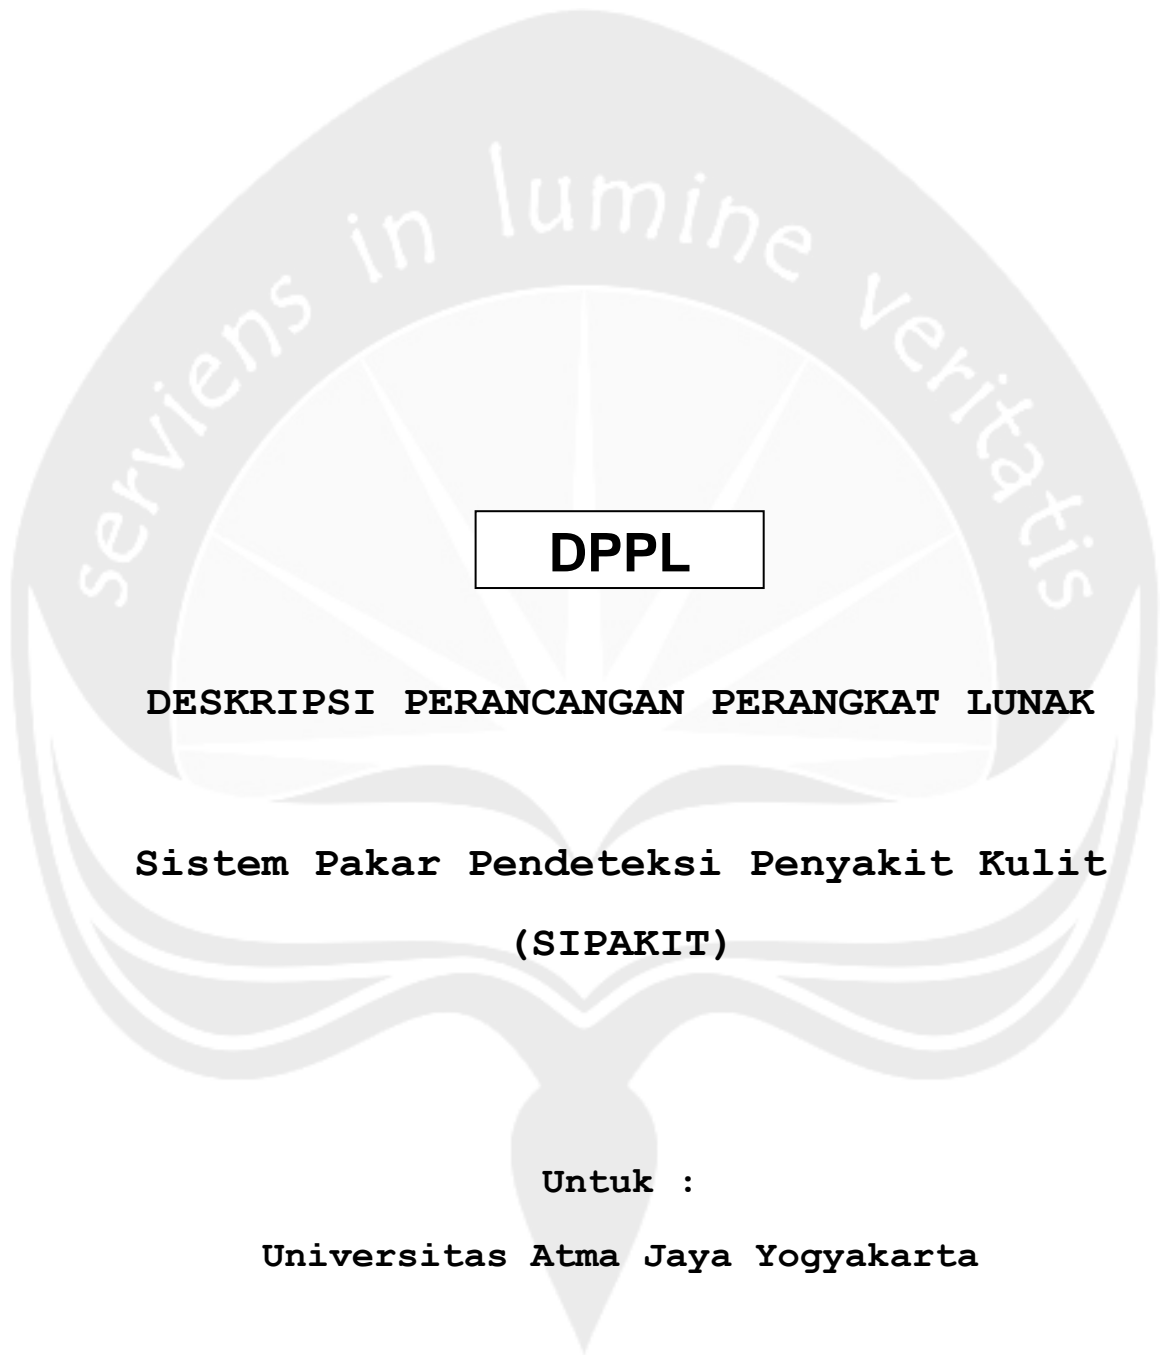 serviens in lumine veritatis
DPPL
DESKRIPSI PERANCANGAN PERANGKAT LUNAK
Sistem Pakar Pendeteksi Penyakit Kulit
(SIPAKIT)
Untuk :
Universitas Atma Jaya Yogyakarta